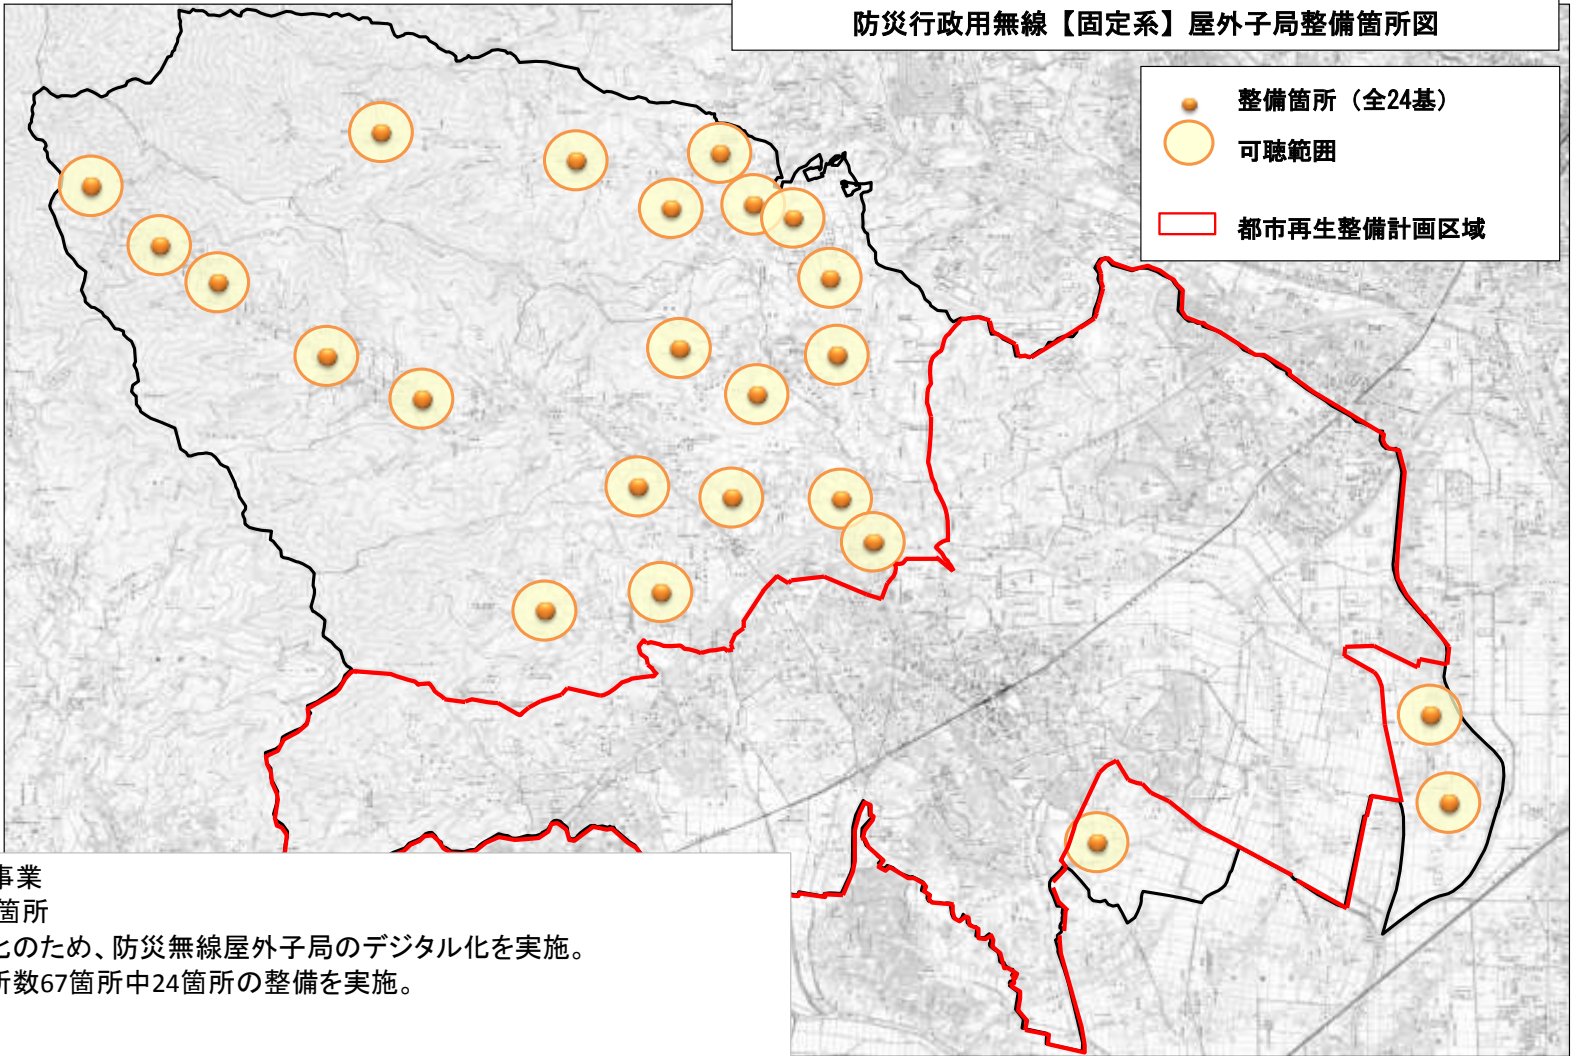 防災行政用無線【固定系】屋外子局整備箇所図
整備箇所（全24基）
可聴範囲
都市再生整備計画区域
事業
箇所
化のため、防災無線屋外子局のデジタル化を実施。
所数67箇所中24箇所の整備を実施。